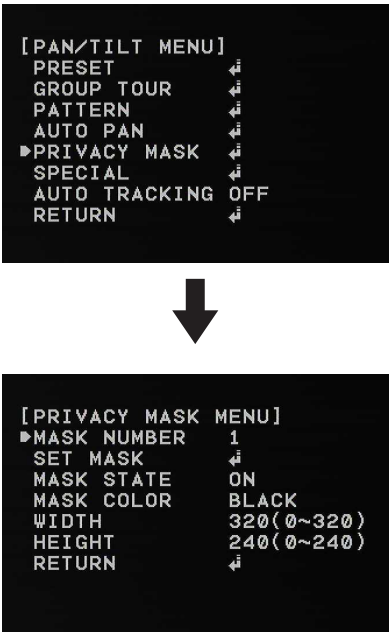 [PAN/TILT MENU]
PRESET ↲
GROUP TOUR ↲
PATTERN ↲
AUTO PAN ↲
PRIVACY MASK ↲
SPECIAL ↲
AUTO TRACKING OFF
RETURN ↲
[PRIVACY MASK MENU]
MASK NUMBER 1
SET MASK ↲
MASK STATE ON
MASK COLOR BLACK
WIDTH 320(0~320)
HEIGHT 240(0~240)
RETURN ↲